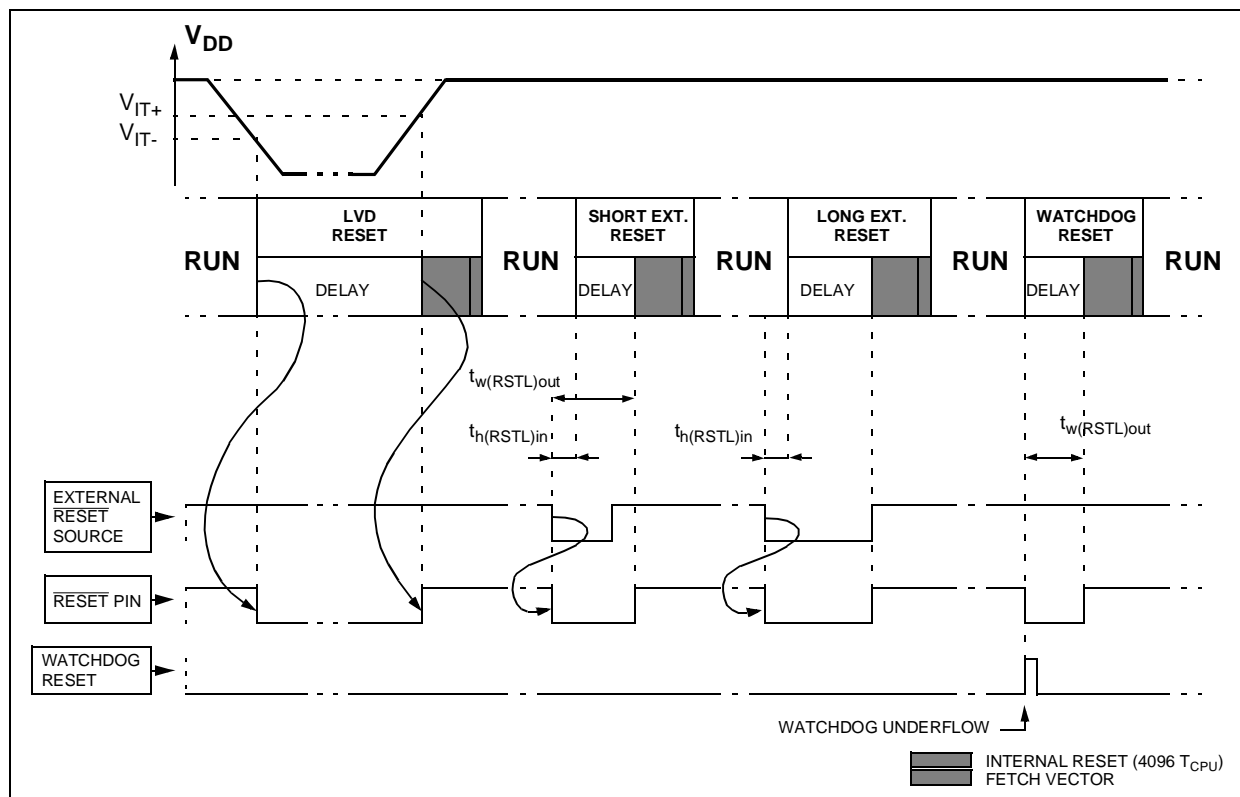 VDD
VIT+
VIT-
LVD
RESET
SHORT EXT.
RESET
LONG EXT.
RESET
WATCHDOG
RESET
RUN
RUN
RUN
RUN
RUN
DELAY
DELAY
DELAY
DELAY
tw(RSTL)out
th(RSTL)in
th(RSTL)in
tw(RSTL)out
EXTERNAL
RESET
SOURCE
RESET PIN
WATCHDOG
RESET
WATCHDOG UNDERFLOW
INTERNAL RESET (4096 TCPU)
FETCH VECTOR